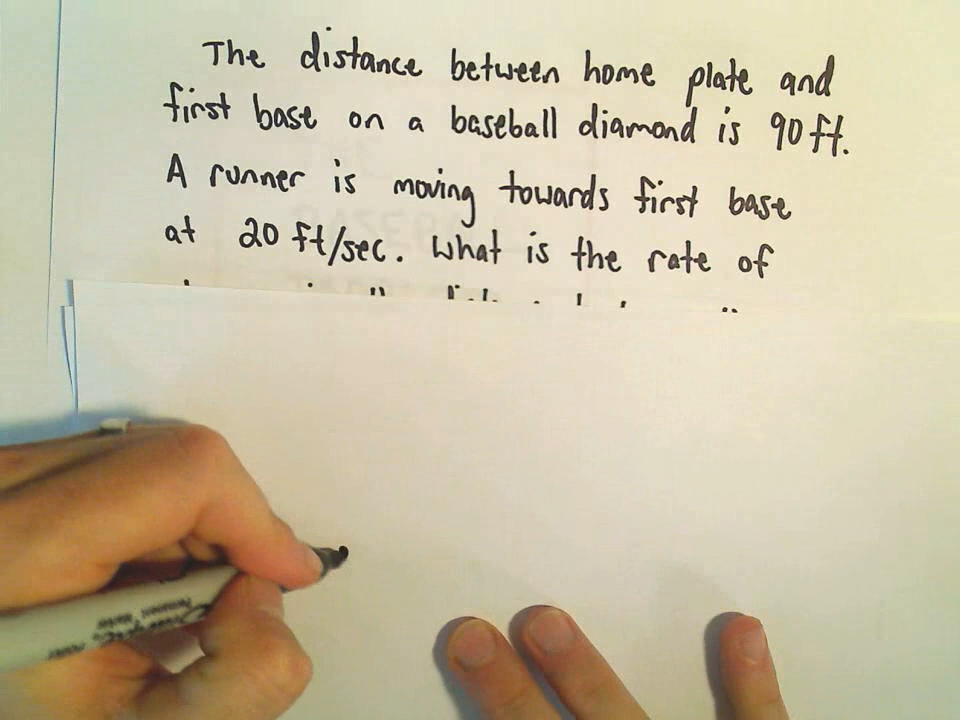 The distance between home plate and
first base on a baseball diamond is 90 ft.
A runner is moving towards first base
at 20 ft/sec. What is the rate of